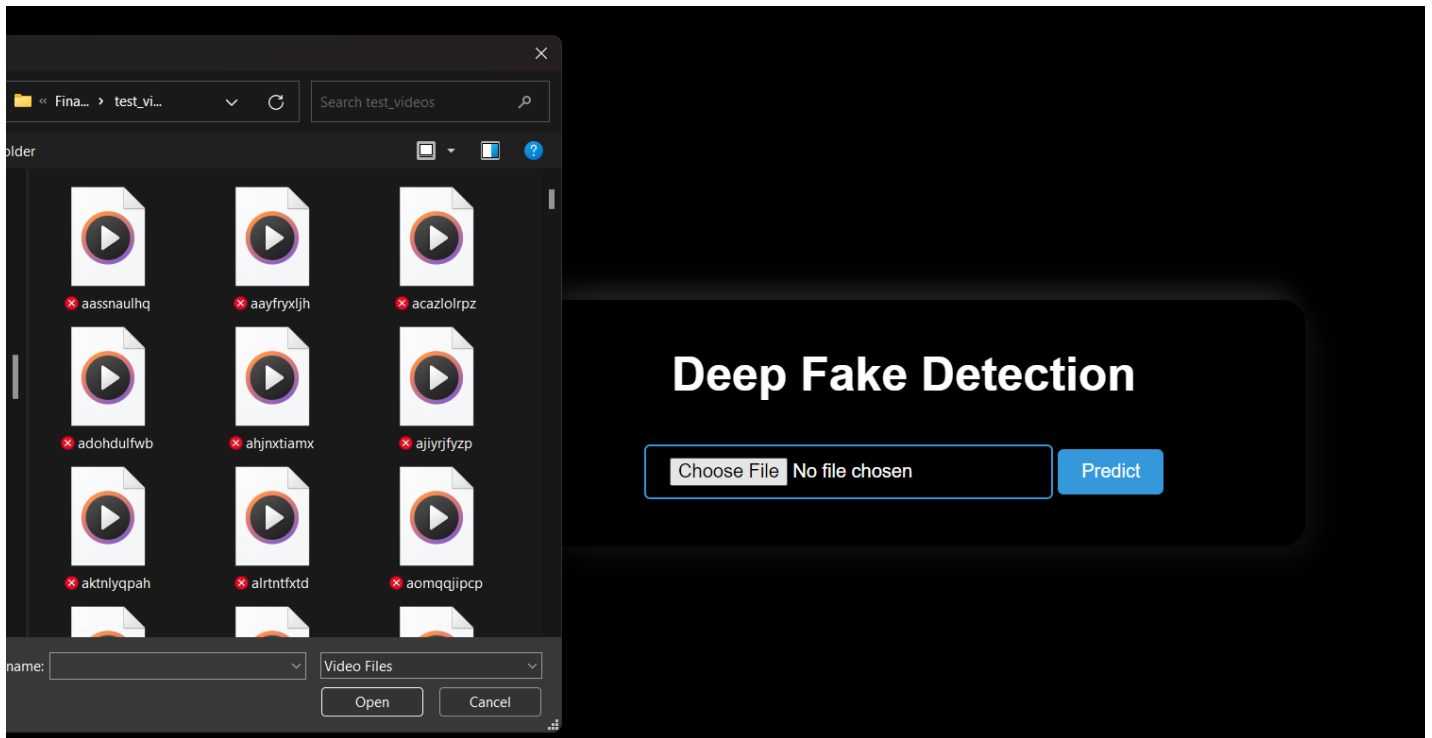 « Fina... › test_vi...
Search test_videos
older
?
aassnaulhq
aayfryxljh
acazlolrpz
adohdulfwb
ahjnxtiamx
ajiyrjfyzp
aktnlyqpah
alrtntfxtd
aomqqjipcp
name:
Video Files
Open
Cancel
Deep Fake Detection
Choose File No file chosen
Predict